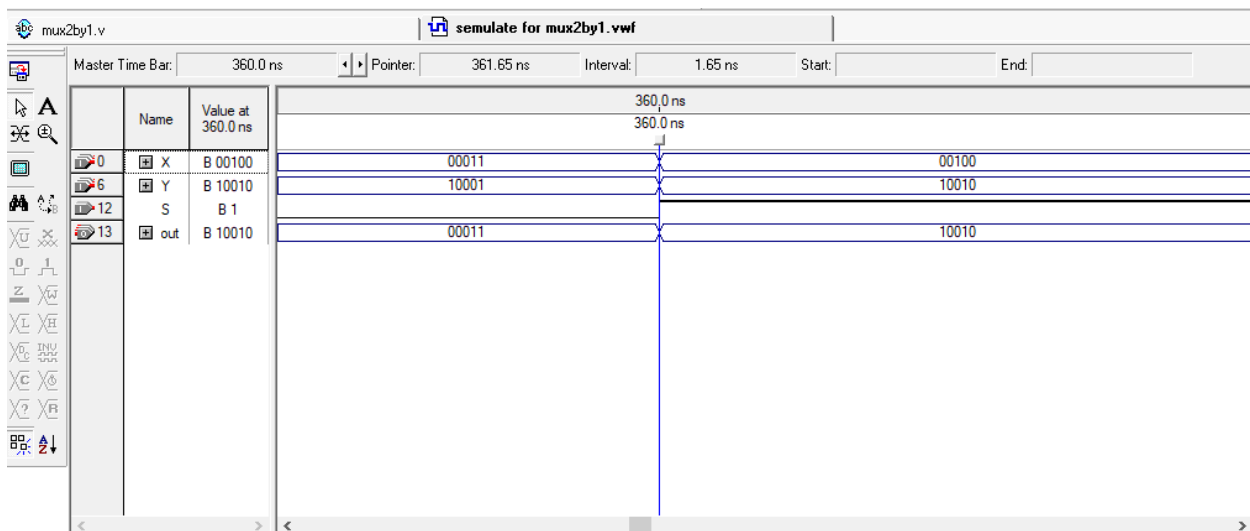 abc mux2by1.v
semulate for mux2by1.vwf
Master Time Bar: 360.0 ns Pointer: 361.65 ns Interval: 1.65 ns Start: End:
Name
Value at
360.0 ns
360.0 ns
360.0 ns
0 X B 00100 00011 00100
6 Y B 10010 10001 10010
12 S B 1
13 out B 10010 00011 10010
A